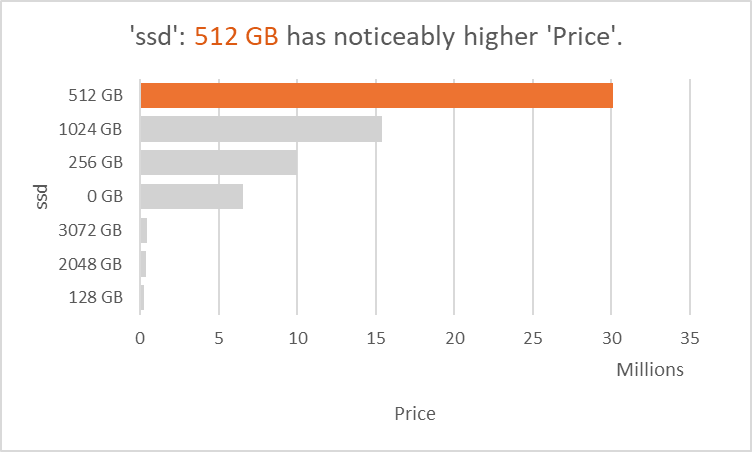 'ssd': 512 GB has noticeably higher 'Price'.
512 GB
1024 GB
256 GB
0 GB
3072 GB
2048 GB
128 GB
ssd
0 5 10 15 20 25 30 35
Millions
Price